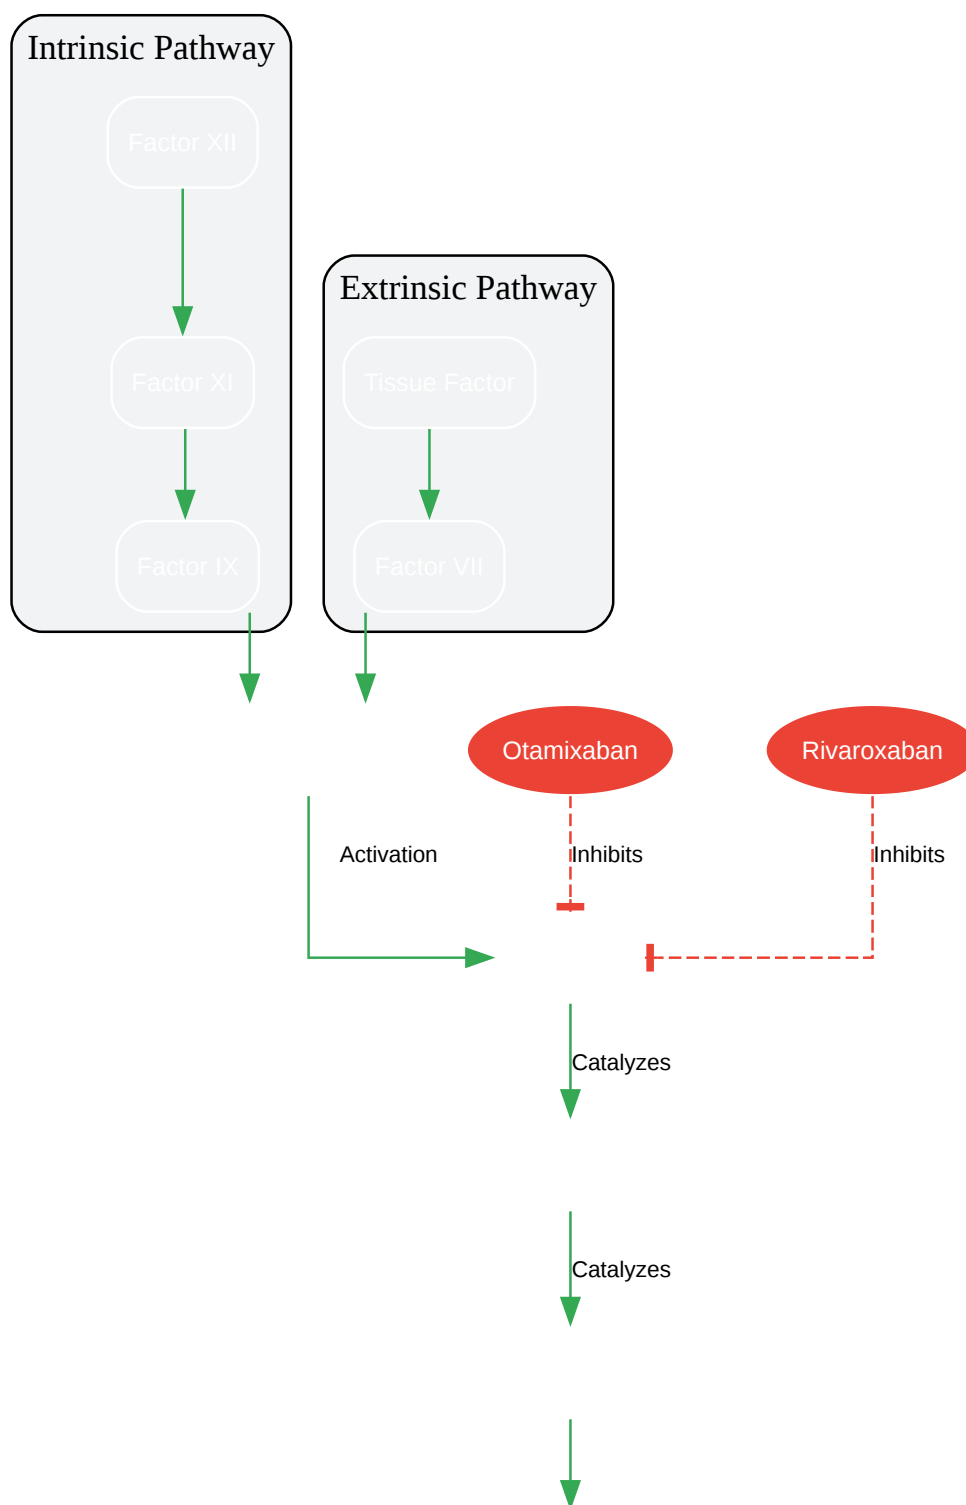 Intrinsic Pathway
Factor XII
Extrinsic Pathway
Factor XI
Tissue Factor
Factor IX
Factor VII
Otamixaban
Rivaroxaban
Activation
Inhibits
Inhibits
Catalyzes
Catalyzes